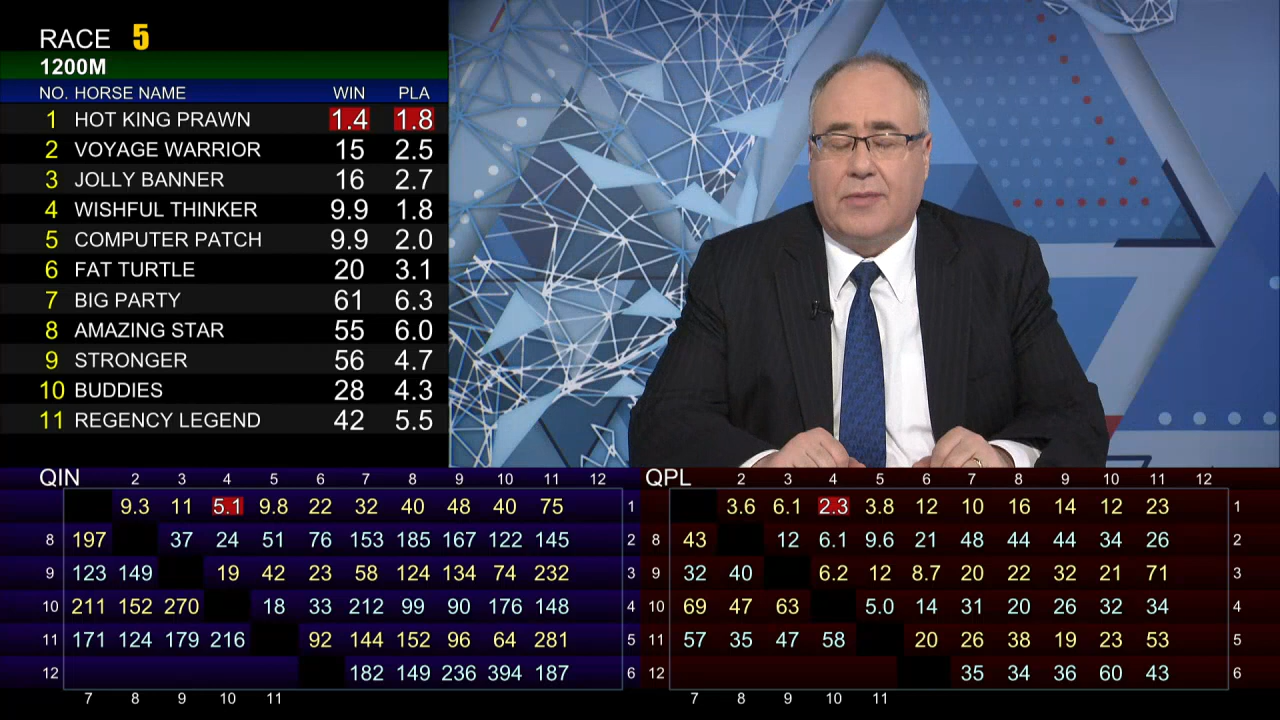 RACE 5
1200M
NO. HORSE NAME WIN PLA
1 HOT KING PRAWN 1.4 1.8
2 VOYAGE WARRIOR 15 2.5
3 JOLLY BANNER 16 2.7
4 WISHFUL THINKER 9.9 1.8
5 COMPUTER PATCH 9.9 2.0
6 FAT TURTLE 20 3.1
7 BIG PARTY 61 6.3
8 AMAZING STAR 55 6.0
9 STRONGER 56 4.7
10 BUDDIES 28 4.3
11 REGENCY LEGEND 42 5.5
QIN 2 3 4 5 6 7 8 9 10 11 12
9.3 11 5.1 9.8 22 32 40 48 40 75 1
8 197 37 24 51 76 153 185 167 122 145 2
9 123 149 19 42 23 58 124 134 74 232 3
10 211 152 270 18 33 212 99 90 176 148 4
11 171 124 179 216 92 144 152 96 64 281 5
12 182 149 236 394 187 6
7 8 9 10 11
QPL 2 3 4 5 6 7 8 9 10 11 12
3.6 6.1 2.3 3.8 12 10 16 14 12 23 1
8 43 12 6.1 9.6 21 48 44 44 34 26 2
9 32 40 6.2 12 8.7 20 22 32 21 71 3
10 69 47 63 5.0 14 31 20 26 32 34 4
11 57 35 47 58 20 26 38 19 23 53 5
12 35 34 36 60 43 6
7 8 9 10 11